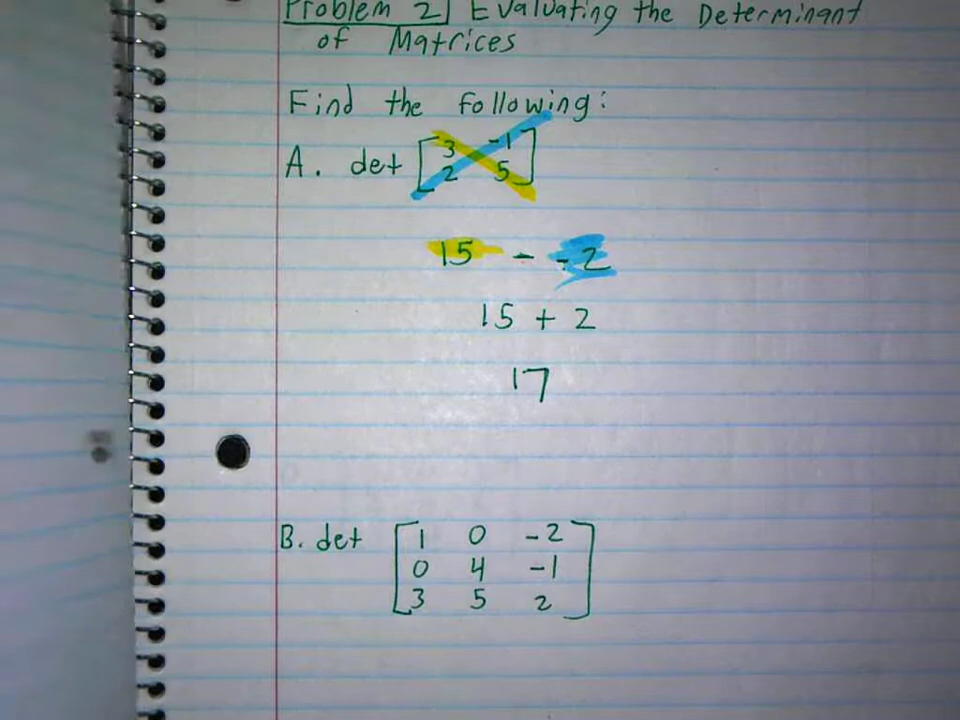 Problem 2 Evaluating the Determinant
of Matrices
Find the following:
A. det [3 -1
2 5]
15 - -2
15 + 2
17
B. det [1 0 -2
0 4 -1
3 5 2]